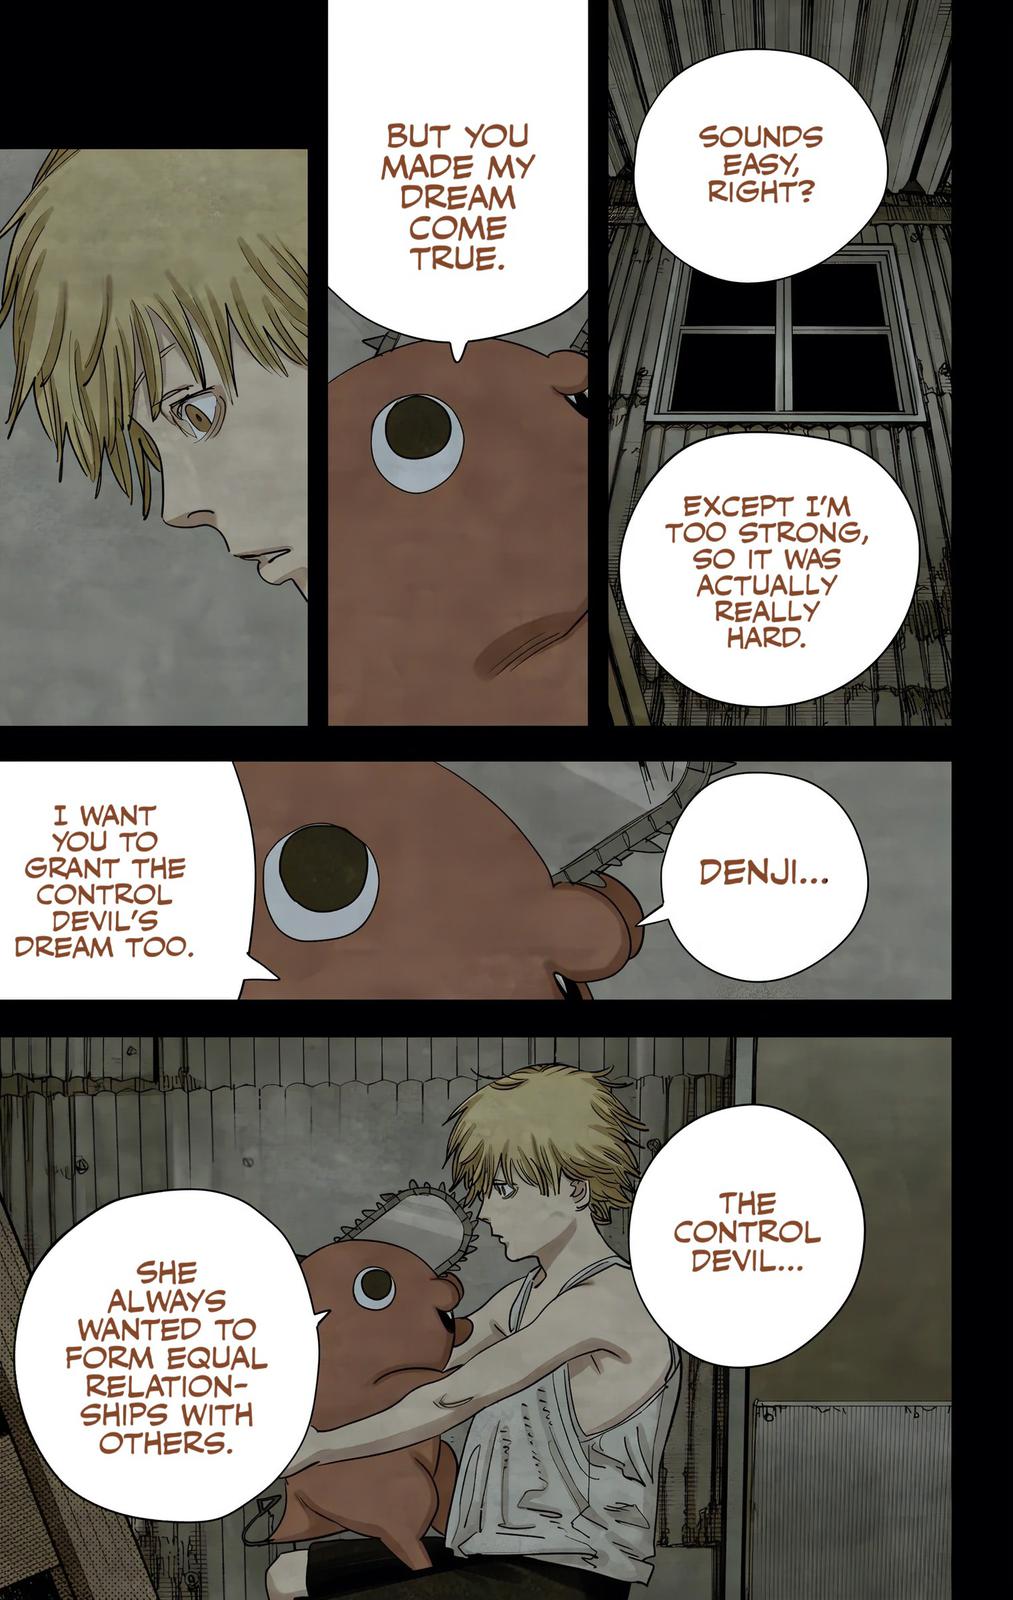 SOUNDS
EASY,
RIGHT?
EXCEPT I'M
TOO STRONG,
SO IT WAS
ACTUALLY
REALLY
HARD.
BUT YOU
MADE MY
DREAM
COME
TRUE.
DENJI...
I WANT
YOU TO
GRANT THE
CONTROL
DEVIL'S
DREAM TOO.
THE
CONTROL
DEVIL...
SHE
ALWAYS
WANTED TO
FORM EQUAL
RELATION-
SHIPS WITH
OTHERS.